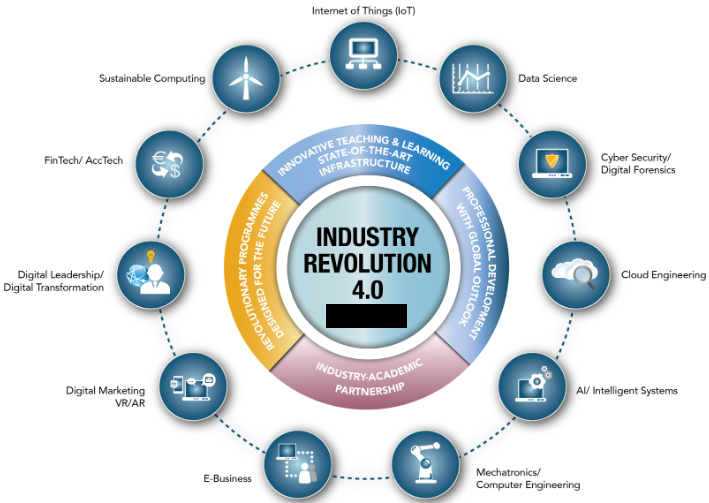 Internet of Things (IoT)
Sustainable Computing
Data Science
FinTech/ AccTech
Cyber Security/
Digital Forensics
INNOVATIVE TEACHING & LEARNING
STATE-OF-THE-ART
INFRASTRUCTURE
REVOLUTIONARY PROGRAMMES
DESIGNED FOR THE FUTURE
INDUSTRY
REVOLUTION
4.0
PROFESSIONAL DEVELOPMENT
WITH GLOBAL OUTLOOK
INDUSTRY-ACADEMIC
PARTNERSHIP
Digital Leadership/
Digital Transformation
Cloud Engineering
Digital Marketing
VR/AR
AI/ Intelligent Systems
E-Business
Mechatronics/
Computer Engineering